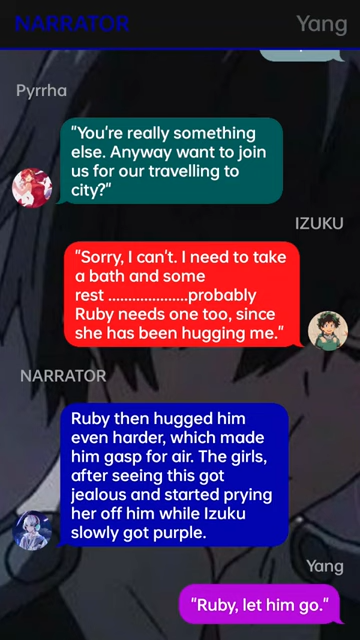 NARRATOR
Yang
Pyrrha
"You're really something
else. Anyway want to join
us for our travelling to
city?"
IZUKU
"Sorry, I can't. I need to take
a bath and some
rest ....................probably
Ruby needs one too, since
she has been hugging me."
NARRATOR
Ruby then hugged him
even harder, which made
him gasp for air. The girls,
after seeing this got
jealous and started prying
her off him while Izuku
slowly got purple.
Yang
"Ruby, let him go."